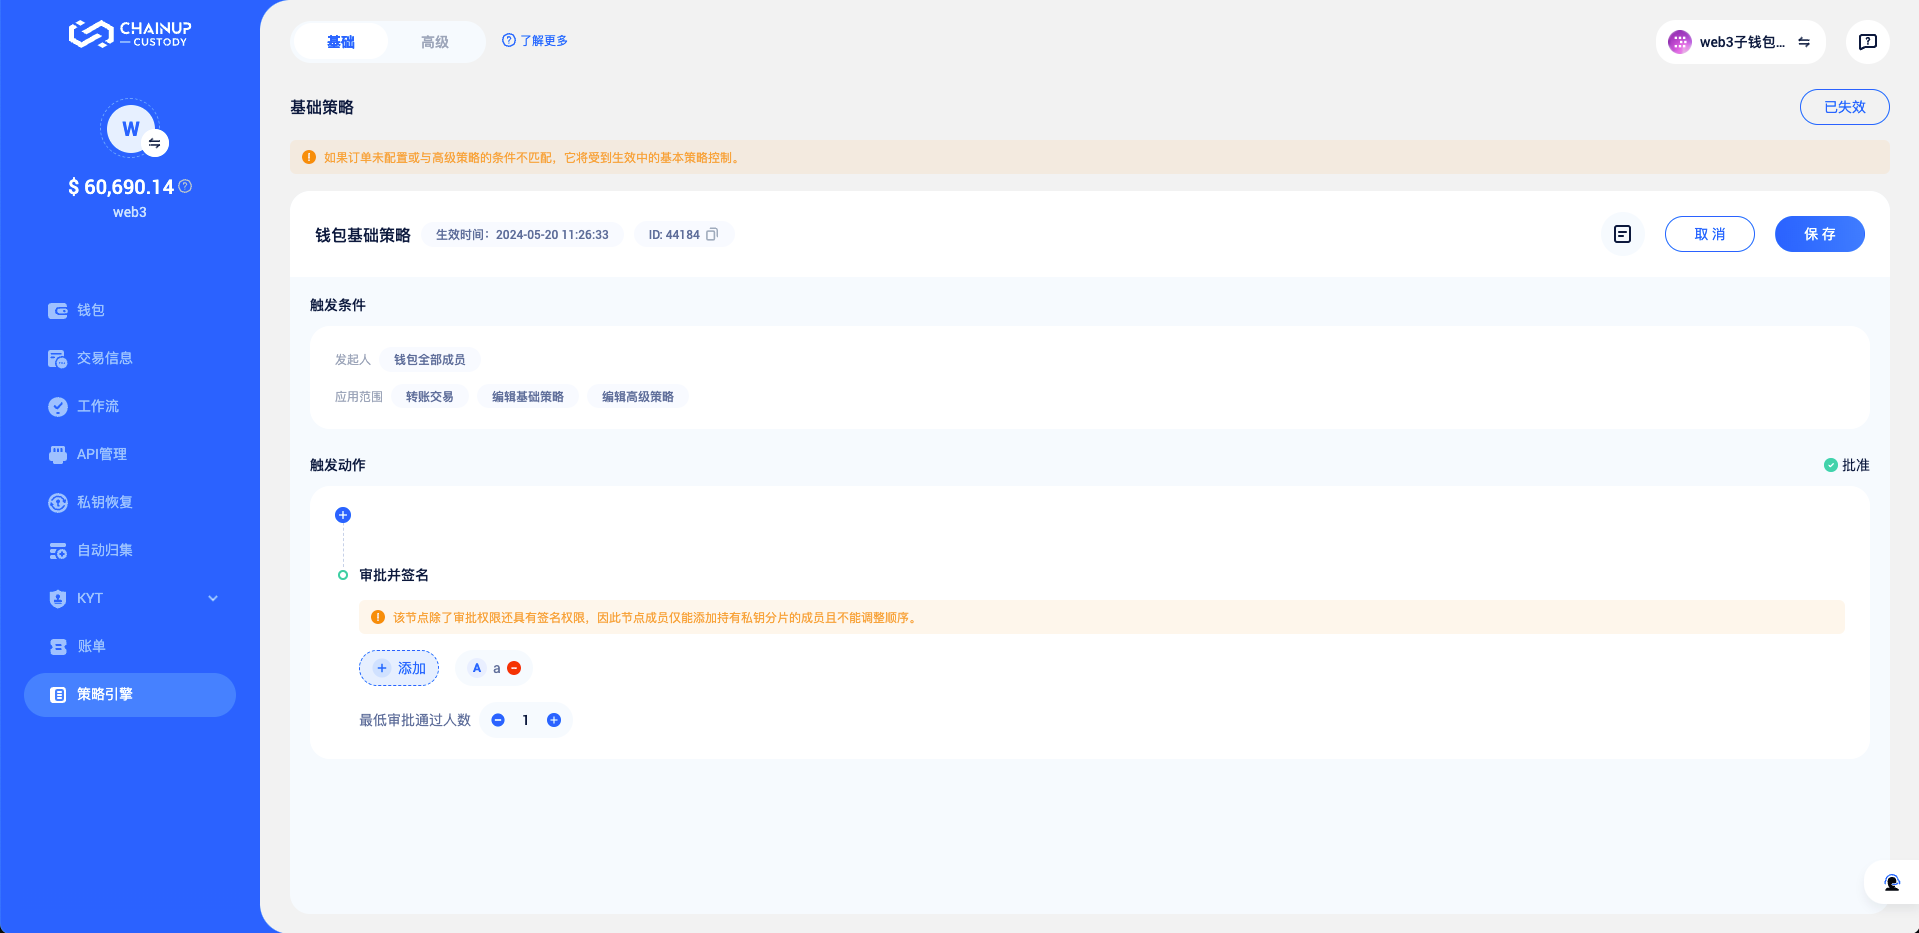 CHAINUP
CUSTODY
基础
高级
了解更多
web3子钱包...
W
$ 60,690.14
web3
基础策略
已失效
如果订单未配置或与高级策略的条件不匹配，它将受到生效中的基本策略控制。
钱包基础策略
生效时间：2024-05-20 11:26:33
ID: 44184
取 消
保 存
钱包
交易信息
工作流
API管理
私钥恢复
自动归集
KYT
账单
策略引擎
触发条件
发起人
钱包全部成员
应用范围
转账交易
编辑基础策略
编辑高级策略
触发动作
批准
审批并签名
该节点除了审批权限还具有签名权限，因此节点成员仅能添加持有私钥分片的成员且不能调整顺序。
添加
A
a
最低审批通过人数
1